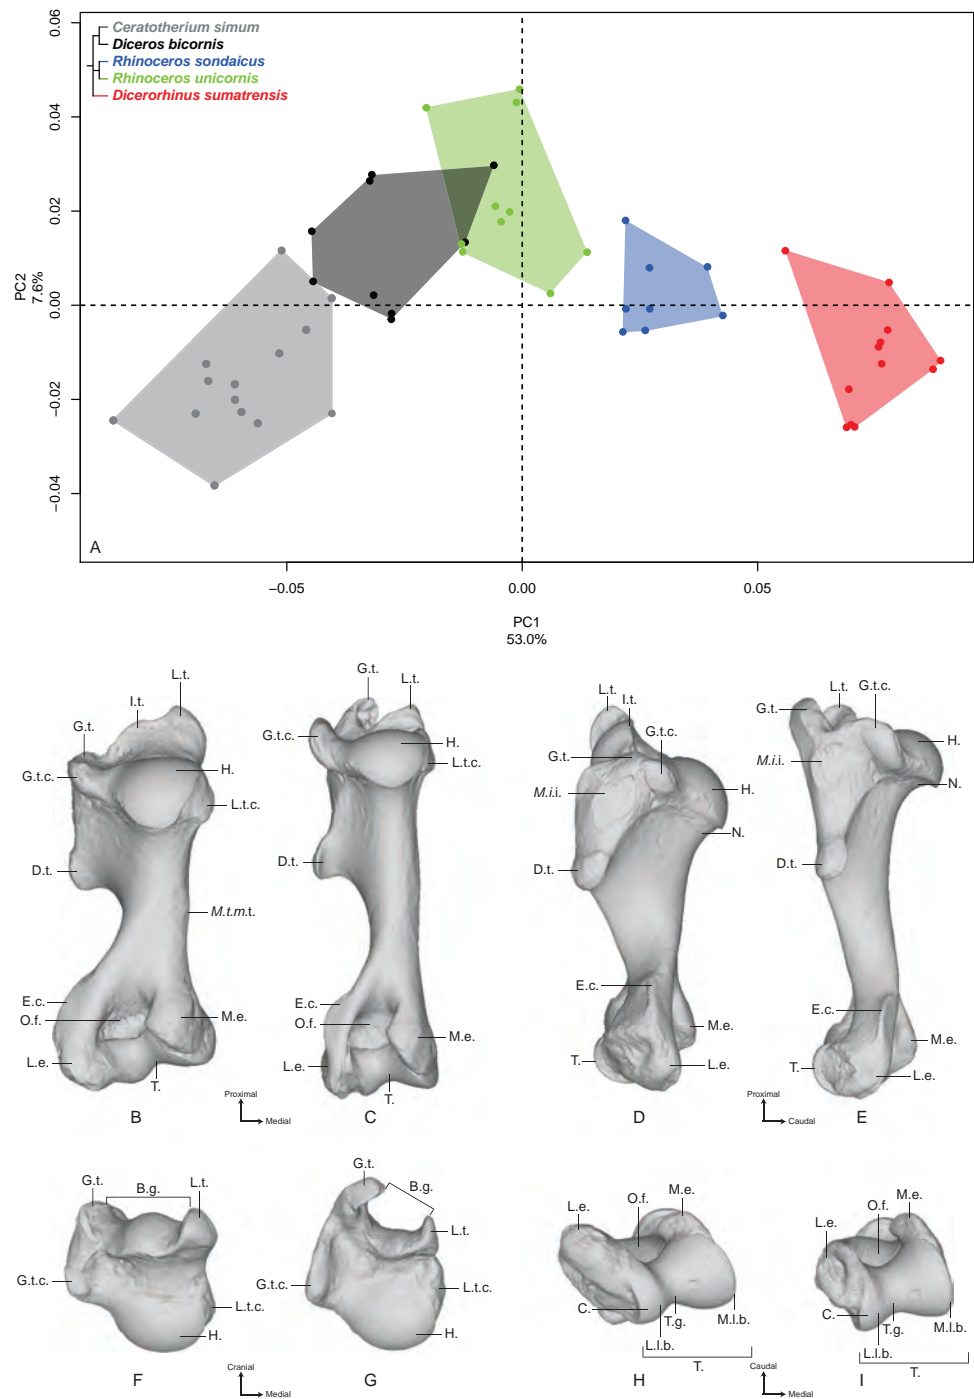 0.06
0.04
0.02
0.00
−0.02
−0.04
PC2
7.6%
Ceratotherium simum
Diceros bicornis
Rhinoceros sondaicus
Rhinoceros unicornis
Dicerorhinus sumatrensis
A
−0.05
0.00
0.05
PC1
53.0%
L.t.
I.t.
G.t.
G.t.c.
H.
L.t.c.
D.t.
M.t.m.t.
E.c.
O.f.
M.e.
L.e.
T.
B
Proximal
Medial
G.t.
L.t.
G.t.c.
H.
L.t.c.
D.t.
E.c.
O.f.
M.e.
L.e.
T.
C
L.t.
I.t.
G.t.c.
G.t.
M.i.i.
H.
N.
D.t.
E.c.
M.e.
T.
L.e.
D
Proximal
Caudal
L.t.
G.t.c.
G.t.
H.
M.i.i.
N.
D.t.
E.c.
M.e.
T.
L.e.
E
G.t.
B.g.
L.t.
G.t.c.
L.t.c.
H.
F
Cranial
Medial
G.t.
B.g.
L.t.
G.t.c.
L.t.c.
H.
G
M.e.
O.f.
L.e.
C.
T.g.
M.l.b.
L.l.b.
T.
H
Caudal
Medial
M.e.
O.f.
L.e.
C.
T.g.
M.l.b.
L.l.b.
T.
I